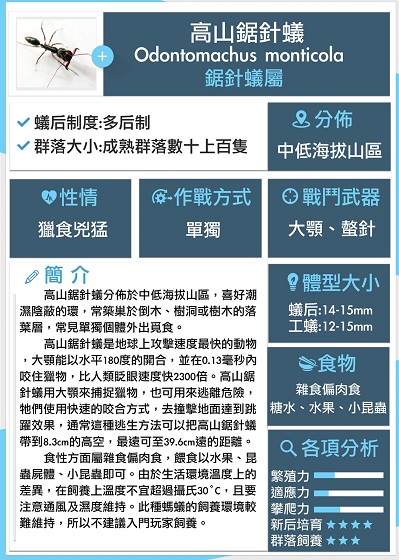 高山鋸針蟻
Odontomachus monticola
鋸針蟻屬
蟻后制度:多后制
群落大小:成熟群落數十上百隻
分佈
中低海拔山區
性情
獵食兇猛
作戰方式
單獨
戰鬥武器
大顎、螫針
簡介
高山鋸針蟻分佈於中低海拔山區，喜好潮
濕陰蔽的環，常築巢於倒木、樹洞或樹木的落
葉層，常見單獨個體外出覓食。
高山鋸針蟻是地球上攻擊速度最快的動物
，大顎能以水平180度的開合，並在0.13毫秒內
咬住獵物，比人類眨眼速度快2300倍。高山鋸
針蟻用大顎來捕捉獵物，也可用來逃離危險，
牠們使用快速的咬合方式，去撞擊地面達到跳
躍效果，通常這種逃生方法可以把高山鋸針蟻
帶到8.3cm的高空，最遠可至39.6cm遠的距離。
食性方面屬雜食偏肉食，餵食以水果、昆
蟲屍體、小昆蟲即可。由於生活環境溫度上的
差異，在飼養上溫度不宜超過攝氏30˚C，且要
注意通風及濕度維持。此種螞蟻的飼養環境較
難維持，所以不建議入門玩家飼養。
體型大小
蟻后:14-15mm
工蟻:12-15mm
食物
雜食偏肉食
糖水、水果、小昆蟲
各項分析
繁殖力
適應力
攀爬力
新后培育 ★★★★
群落飼養 ★★★